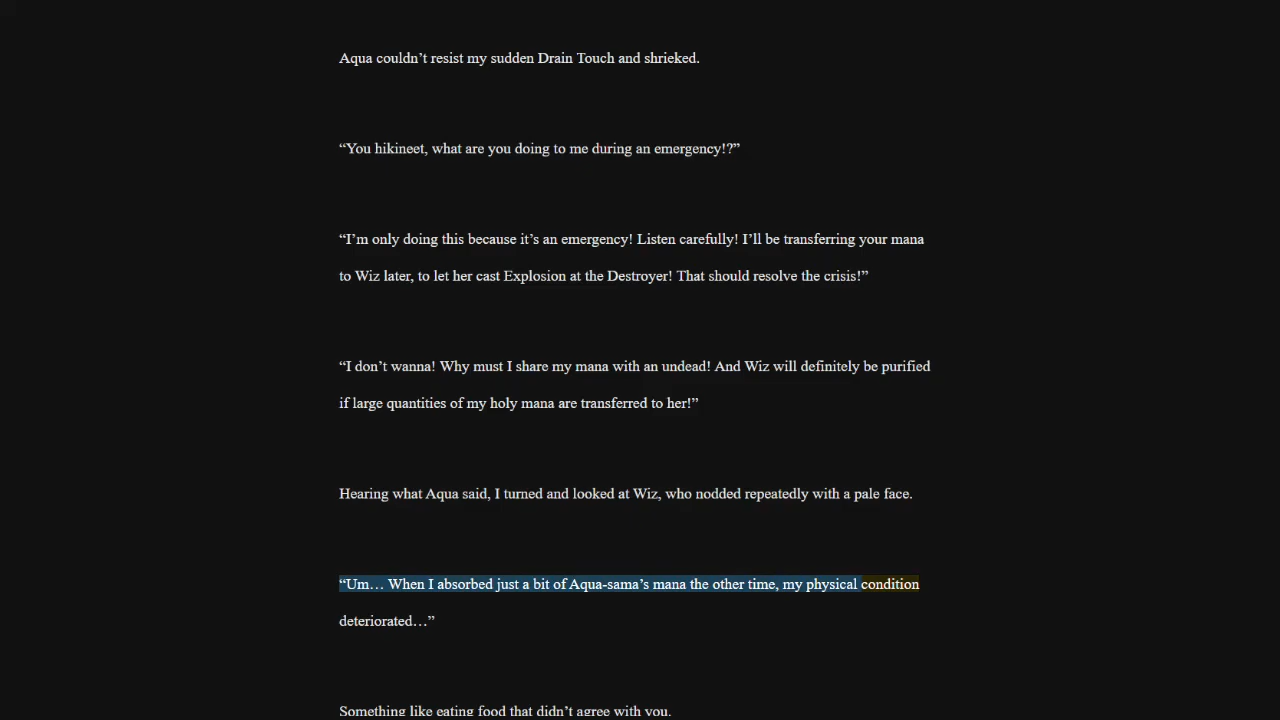 Aqua couldn’t resist my sudden Drain Touch and shrieked.
“You hikineet, what are you doing to me during an emergency!?”
“I’m only doing this because it’s an emergency! Listen carefully! I’ll be transferring your mana
to Wiz later, to let her cast Explosion at the Destroyer! That should resolve the crisis!”
“I don’t wanna! Why must I share my mana with an undead! And Wiz will definitely be purified
if large quantities of my holy mana are transferred to her!”
Hearing what Aqua said, I turned and looked at Wiz, who nodded repeatedly with a pale face.
“Um… When I absorbed just a bit of Aqua-sama’s mana the other time, my physical condition
deteriorated…”
Something like eating food that didn’t agree with you.